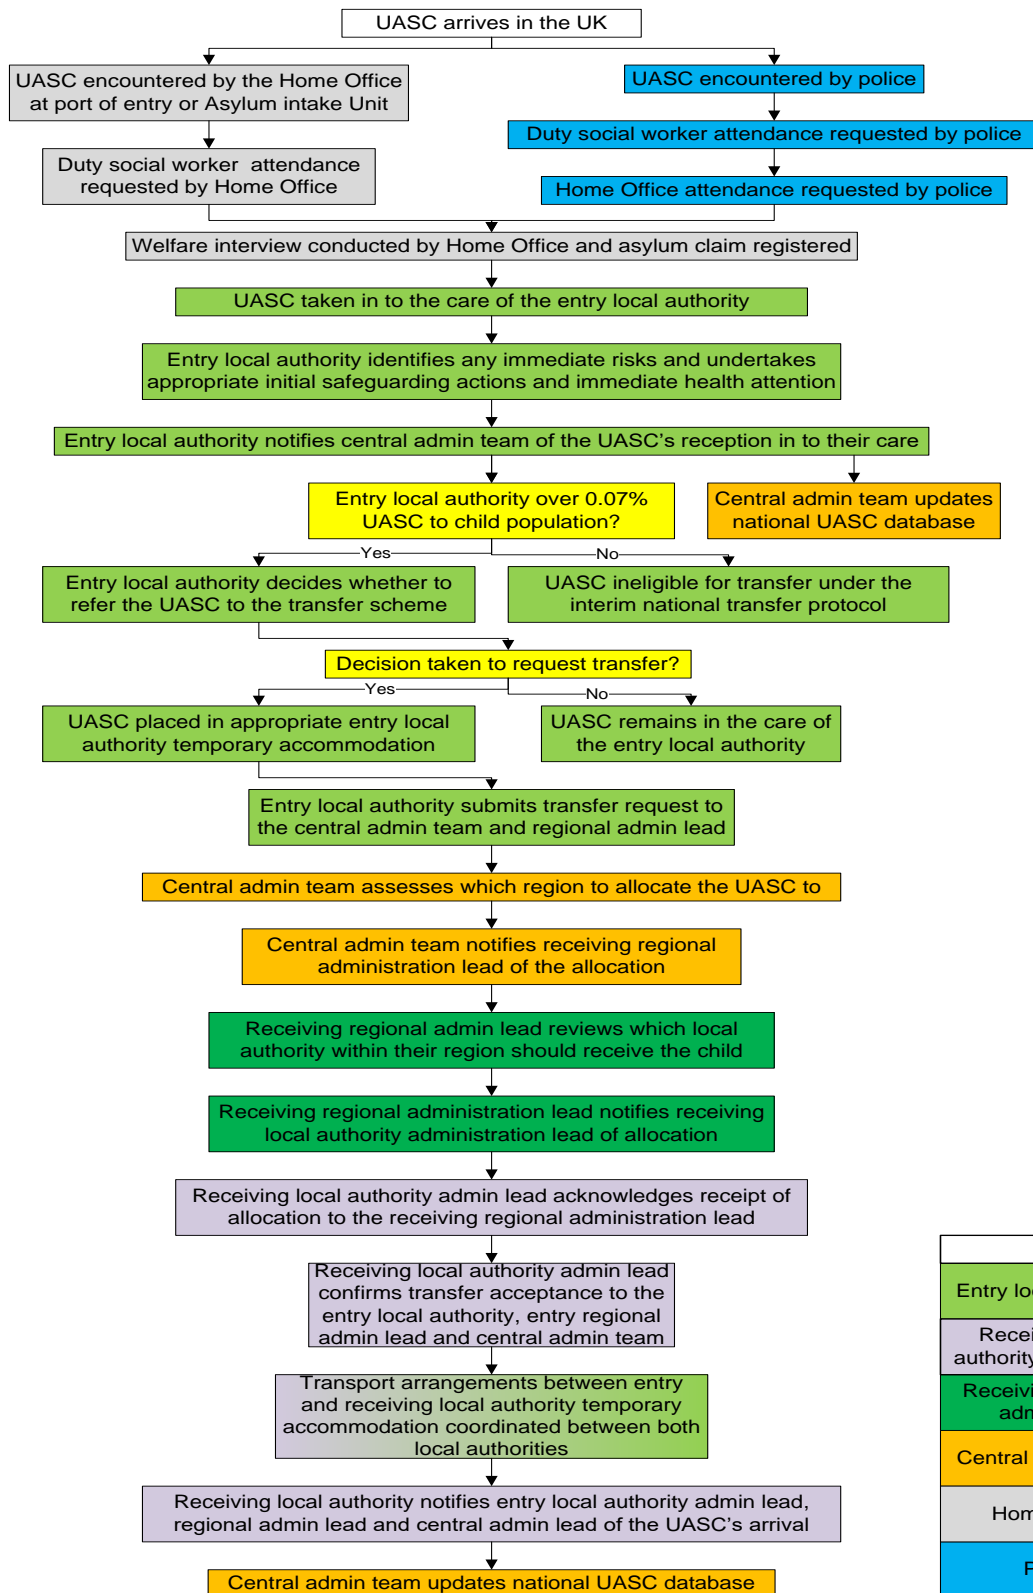 UASC arrives in the UK
UASC encountered by the Home Office
at port of entry or Asylum intake Unit
UASC encountered by police
Duty social worker attendance requested by police
Duty social worker attendance
requested by Home Office
Home Office attendance requested by police
Welfare interview conducted by Home Office and asylum claim registered
UASC taken in to the care of the entry local authority
Entry local authority identifies any immediate risks and undertakes
appropriate initial safeguarding actions and immediate health attention
Entry local authority notifies central admin team of the UASC’s reception in to their care
Entry local authority over 0.07%
UASC to child population?
Central admin team updates
national UASC database
Yes
No
Entry local authority decides whether to
refer the UASC to the transfer scheme
UASC ineligible for transfer under the
interim national transfer protocol
Decision taken to request transfer?
Yes
No
UASC placed in appropriate entry local
authority temporary accommodation
UASC remains in the care of
the entry local authority
Entry local authority submits transfer request to
the central admin team and regional admin lead
Central admin team assesses which region to allocate the UASC to
Central admin team notifies receiving regional
administration lead of the allocation
Receiving regional admin lead reviews which local
authority within their region should receive the child
Receiving regional administration lead notifies receiving
local authority administration lead of allocation
Receiving local authority admin lead acknowledges receipt of
allocation to the receiving regional administration lead
Receiving local authority admin lead
confirms transfer acceptance to the
entry local authority, entry regional
admin lead and central admin team
Transport arrangements between entry
and receiving local authority temporary
accommodation coordinated between both
local authorities
Receiving local authority notifies entry local authority admin lead,
regional admin lead and central admin lead of the UASC’s arrival
Central admin team updates national UASC database
Entry loc
Recei
authority
Receivi
adm
Central
Hom
P